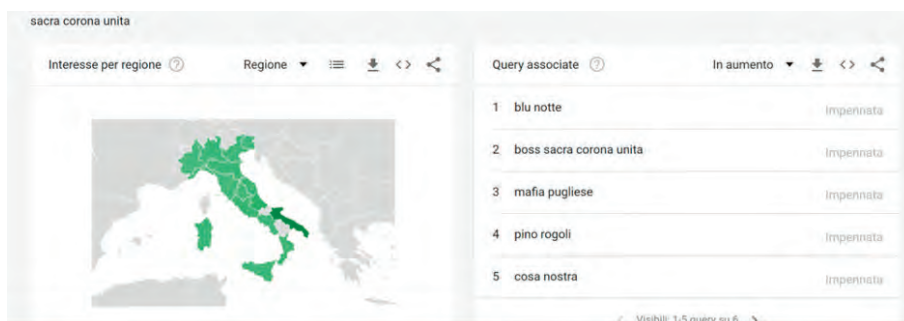 sacra corona unita
Interesse per regione
Regione
Query associate
In aumento
1 blu notte Impennata
2 boss sacra corona unita Impennata
3 mafia pugliese Impennata
4 pino rogoli Impennata
5 cosa nostra Impennata
Visibili: 1-5 query su 6